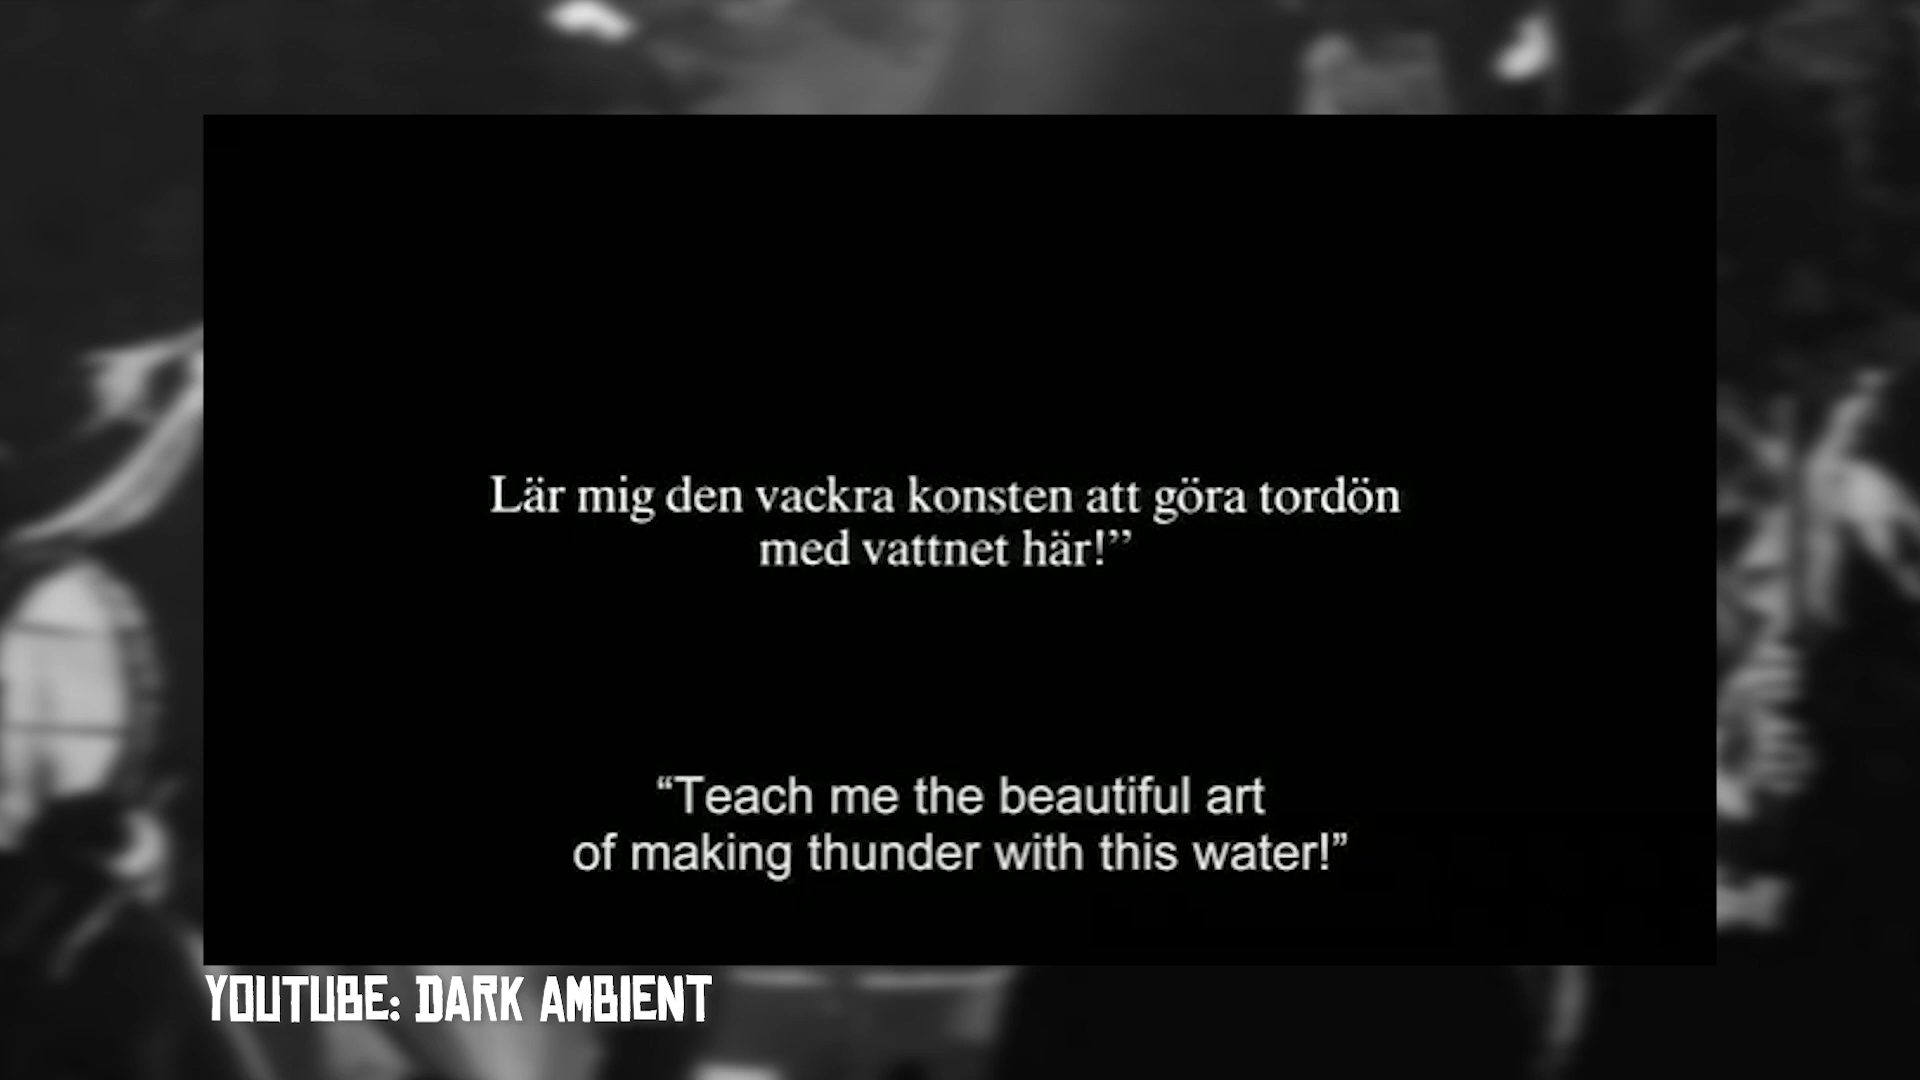 Lär mig den vackra konsten att göra tordön
med vattnet här!”
“Teach me the beautiful art
of making thunder with this water!”
YOUTUBE: DARK AMBIENT